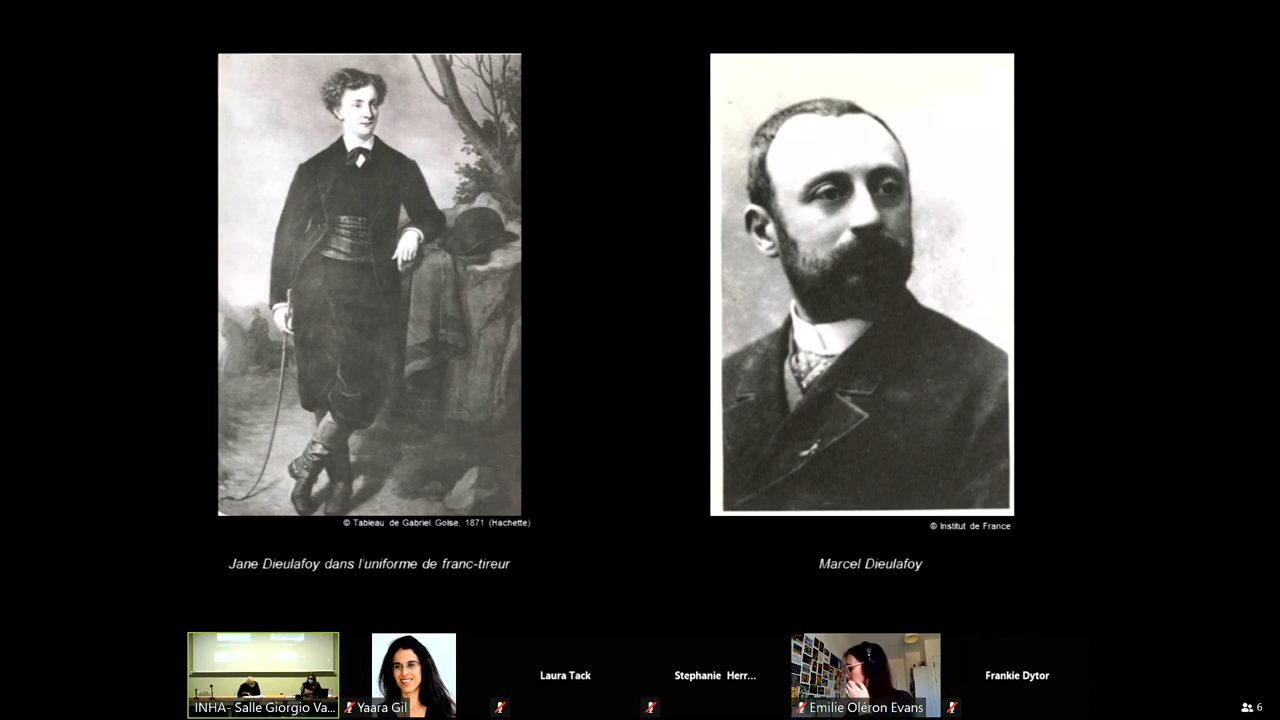 © Tableau de Gabriel Goise, 1871 (Hachette)
© Institut de France
Jane Dieulafoy dans l'uniforme de franc-tireur
Marcel Dieulafoy
INHA- Salle Giorgio Va...
Yaara Gil
Laura Tack
Stephanie Herr...
Emilie Oléron Evans
Frankie Dytor
6